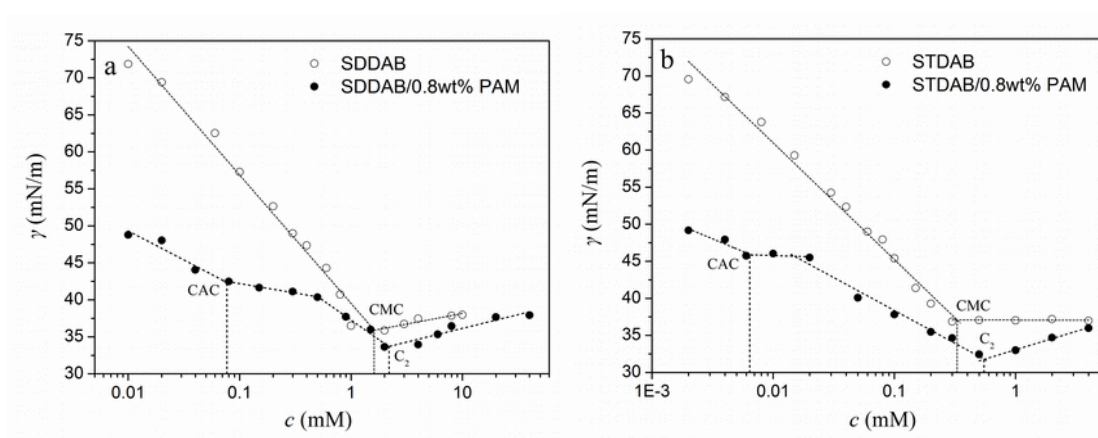 a
SDDAB
SDDAB/0.8wt% PAM
75
70
65
60
55
50
45
40
35
30
γ (mN/m)
CAC
CMC
C₂
0.01
0.1
1
10
c (mM)
b
STDAB
STDAB/0.8wt% PAM
75
70
65
60
55
50
45
40
35
30
γ (mN/m)
CAC
CMC
C₂
1E-3
0.01
0.1
1
c (mM)